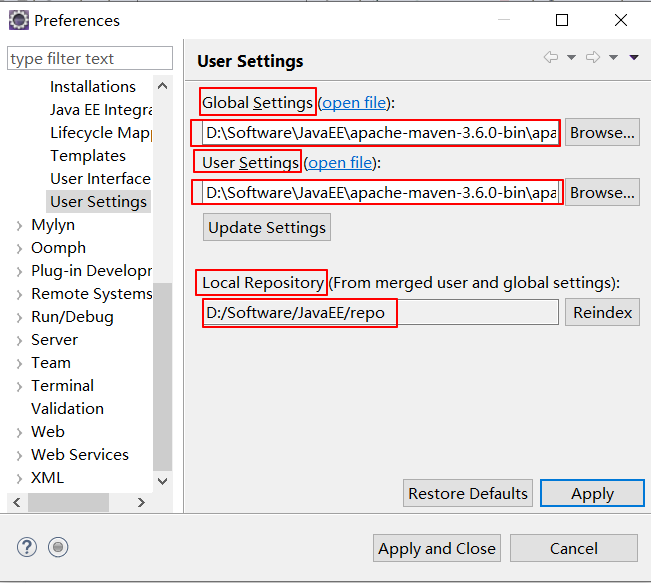 Preferences
type filter text
User Settings
Installations
Java EE Integra
Lifecycle Map
Templates
User Interface
User Settings
Mylyn
Oomph
Plug-in Developr
Remote Systems
Run/Debug
Server
Team
Terminal
Validation
Web
Web Services
XML
Global Settings (open file):
D:\Software\JavaEE\apache-maven-3.6.0-bin\apa
Browse...
User Settings (open file):
D:\Software\JavaEE\apache-maven-3.6.0-bin\apa
Browse...
Update Settings
Local Repository (From merged user and global settings):
D:/Software/JavaEE/repo
Reindex
Restore Defaults
Apply
?
Apply and Close
Cancel